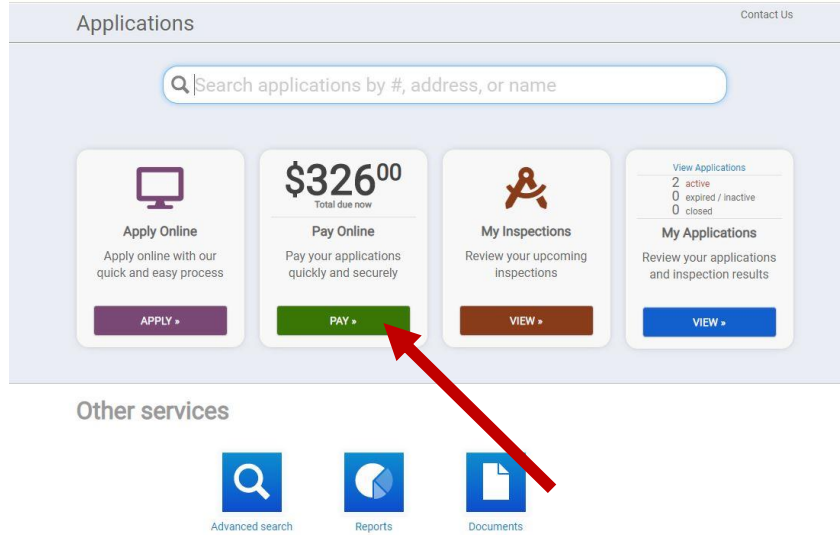 Contact Us
Applications
Search applications by #, address, or name
Apply Online
Apply online with our
quick and easy process
APPLY »
$326⁰⁰
Total due now
Pay Online
Pay your applications
quickly and securely
PAY »
My Inspections
Review your upcoming
inspections
VIEW »
View Applications
2 active
0 expired / inactive
0 closed
My Applications
Review your applications
and inspection results
VIEW »
Other services
Advanced search
Reports
Documents